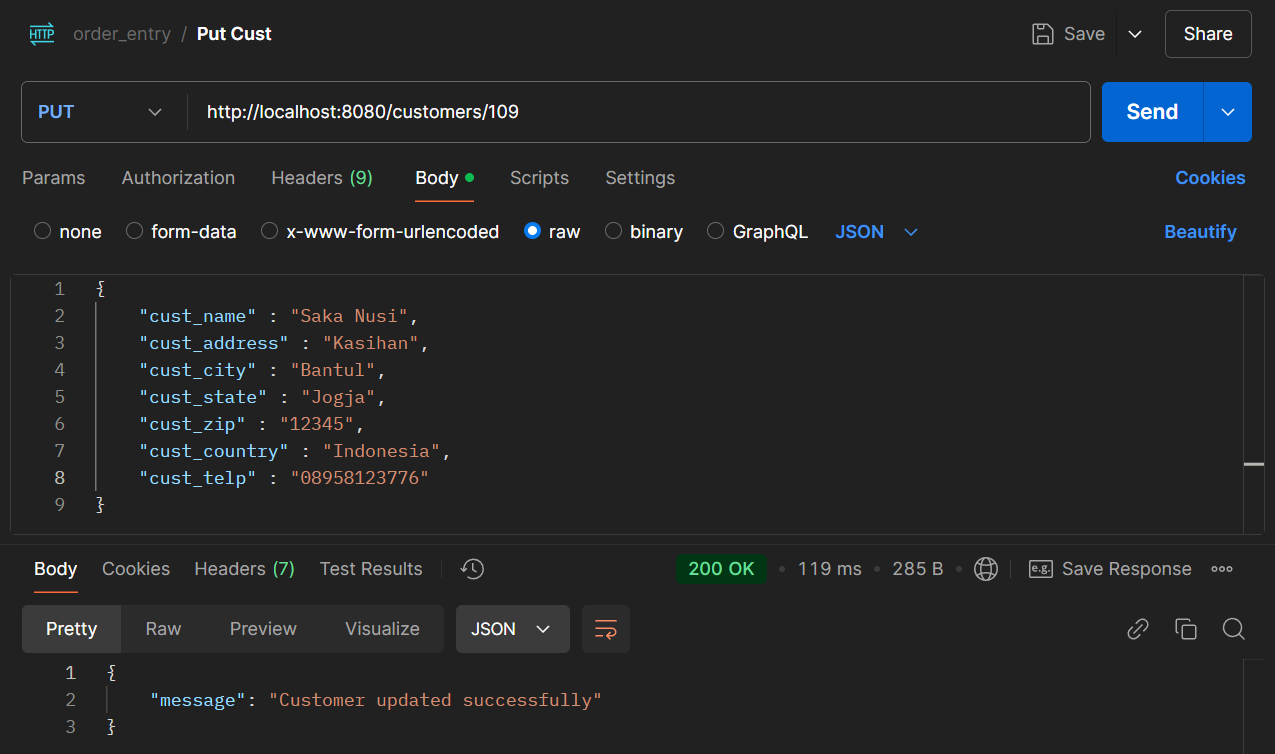 HTTP order_entry / Put Cust Save Share
PUT http://localhost:8080/customers/109 Send
Params Authorization Headers (9) Body Scripts Settings Cookies
none form-data x-www-form-urlencoded raw binary GraphQL JSON Beautify
1 {
2 "cust_name" : "Saka Nusi",
3 "cust_address" : "Kasihan",
4 "cust_city" : "Bantul",
5 "cust_state" : "Jogja",
6 "cust_zip" : "12345",
7 "cust_country" : "Indonesia",
8 "cust_telp" : "08958123776"
9 }
Body Cookies Headers (7) Test Results 200 OK • 119 ms • 285 B • e.g. Save Response
Pretty Raw Preview Visualize JSON
1 {
2 "message": "Customer updated successfully"
3 }